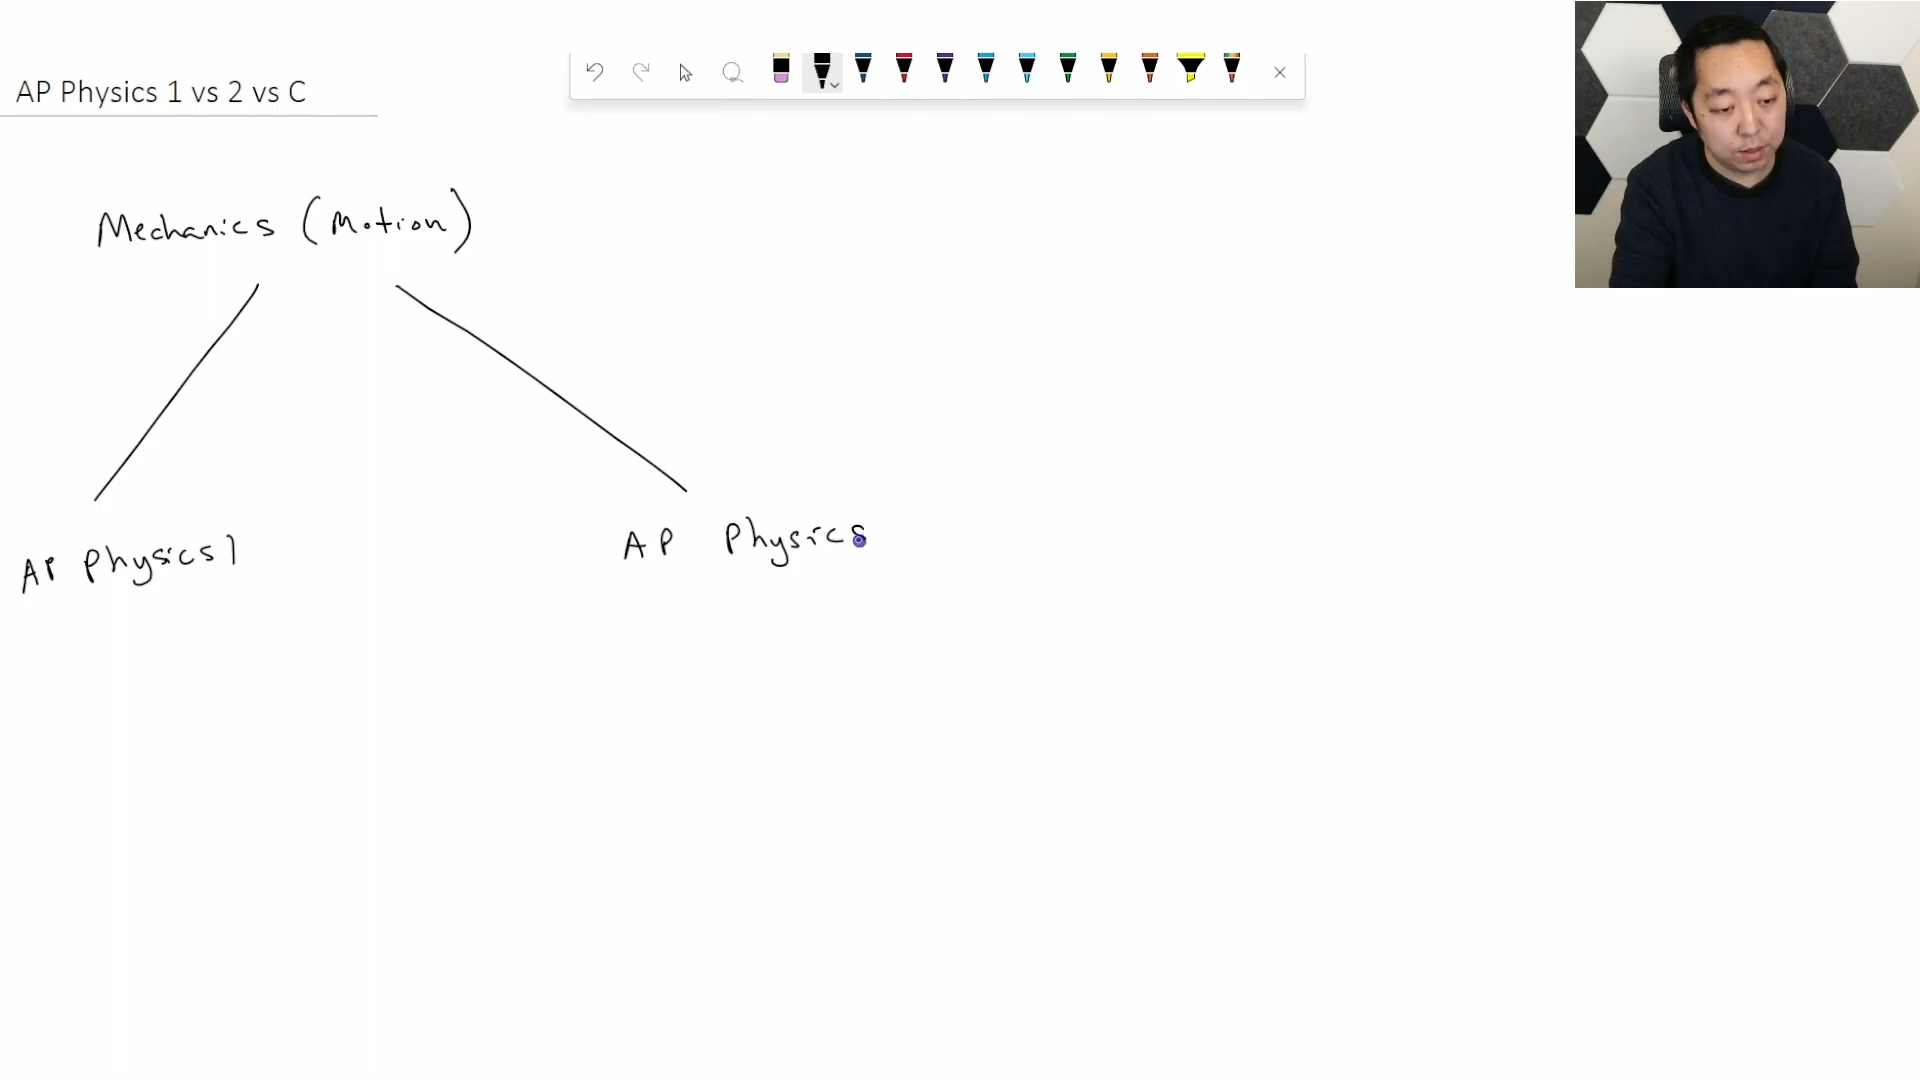 AP Physics 1 vs 2 vs C
Mechanics (Motion)
AP Physics 1
AP Physics